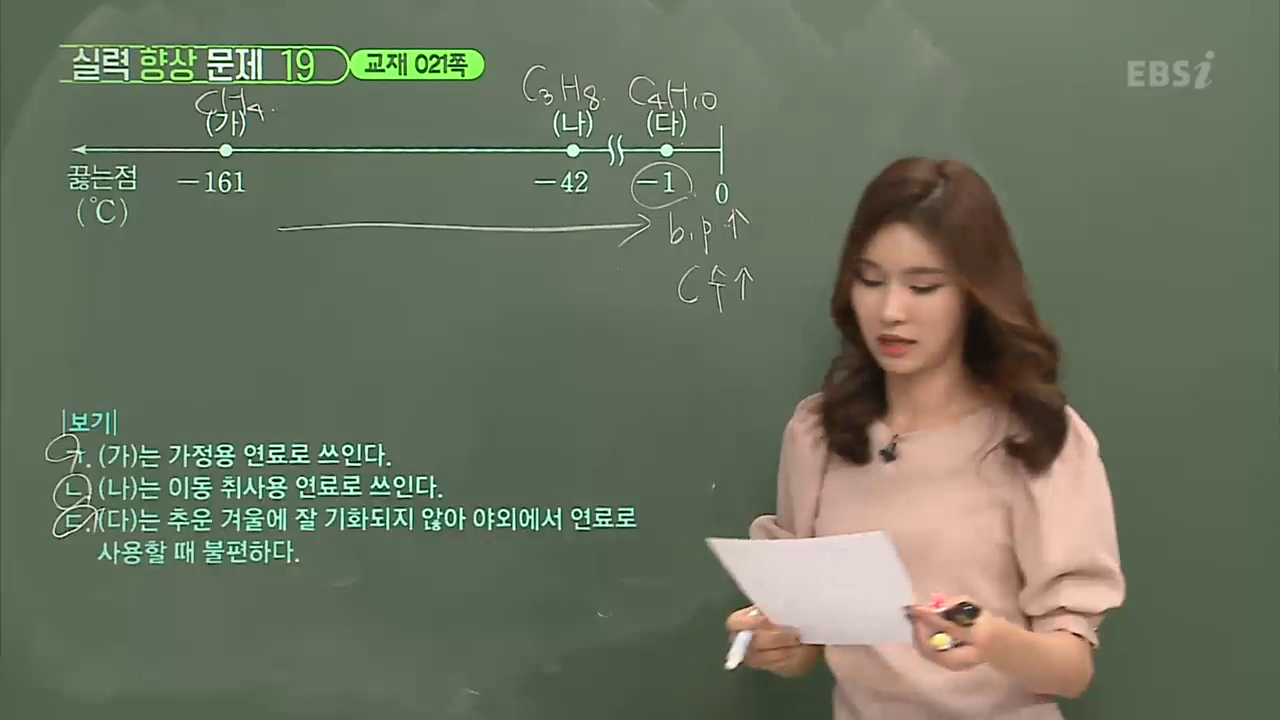 실력 향상 문제 19 교재 021쪽
EBSi
CH4 C3H8 C4H10
(가) (나) (다)
끓는점 -161 -42 -1 0
(℃)
b.p ↑
C 수 ↑
|보기|
ㄱ. (가)는 가정용 연료로 쓰인다.
ㄴ. (나)는 이동 취사용 연료로 쓰인다.
ㄷ. (다)는 추운 겨울에 잘 기화되지 않아 야외에서 연료로
사용할 때 불편하다.